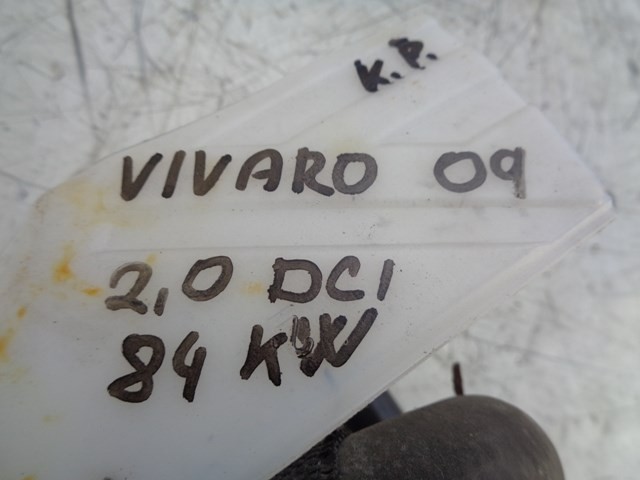 K.P.
VIVARO 09
2,0 DCI
84 KW